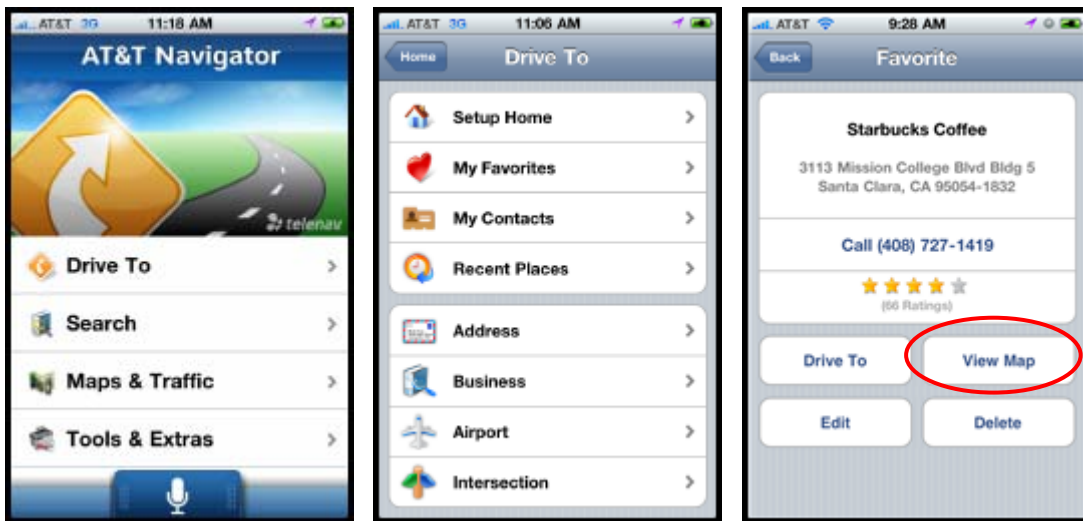 AT&T 3G 11:18 AM
AT&T Navigator
telenav
Drive To
Search
Maps & Traffic
Tools & Extras
AT&T 3G 11:06 AM
Home Drive To
Setup Home
My Favorites
My Contacts
Recent Places
Address
Business
Airport
Intersection
AT&T 9:28 AM
Back Favorite
Starbucks Coffee
3113 Mission College Blvd Bldg 5
Santa Clara, CA 95054-1832
Call (408) 727-1419
(66 Ratings)
Drive To View Map
Edit Delete